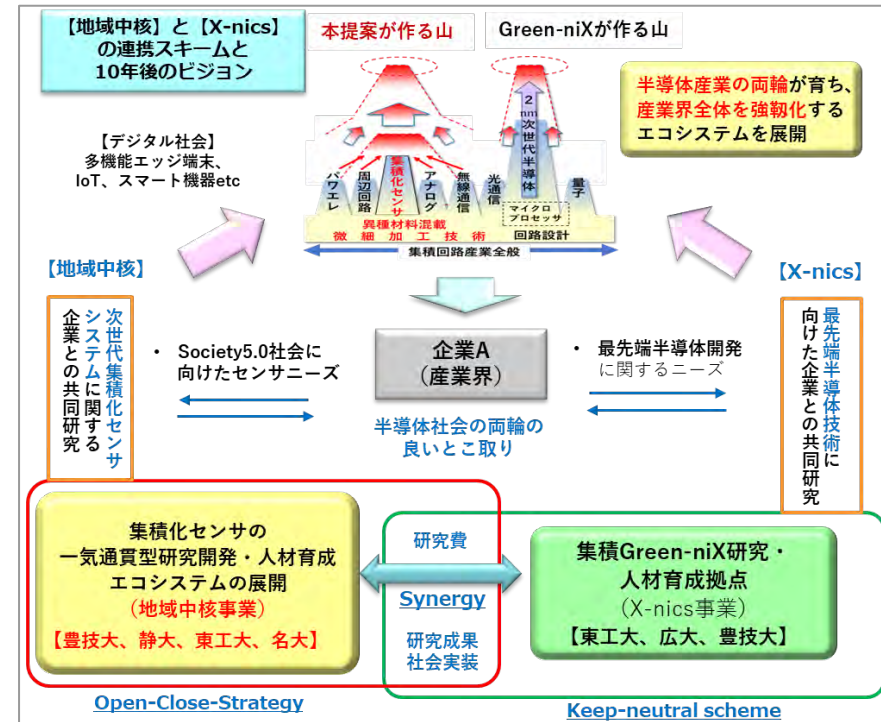 【地域中核】と【X-nics】
の連携スキームと
10年後のビジョン
本提案が作る山
Green-niXが作る山
半導体産業の両輪が育ち、
産業界全体を強靱化する
エコシステムを展開
【デジタル社会】
多機能エッジ端末、
IoT、スマート機器etc
パワエレ
周辺回路
集積化センサ
アナログ
無線通信
光通信
2nm次世代半導体
量子
マイクロ
プロセッサ
異種材料混載
微細加工技術
回路設計
集積回路産業全般
【地域中核】
【X-nics】
次世代集積化センサ
システムに関する
企業との共同研究
• Society5.0社会に
向けたセンサニーズ
企業A
（産業界）
• 最先端半導体開発
に関するニーズ
最先端半導体技術に
向けた企業との共同研究
半導体社会の両輪の
良いとこ取り
集積化センサの
一気通貫型研究開発・人材育成
エコシステムの展開
（地域中核事業）
【豊技大、静大、東工大、名大】
研究費
Synergy
研究成果
社会実装
集積Green-niX研究・
人材育成拠点
（X-nics事業）
【東工大、広大、豊技大】
Open-Close-Strategy
Keep-neutral scheme